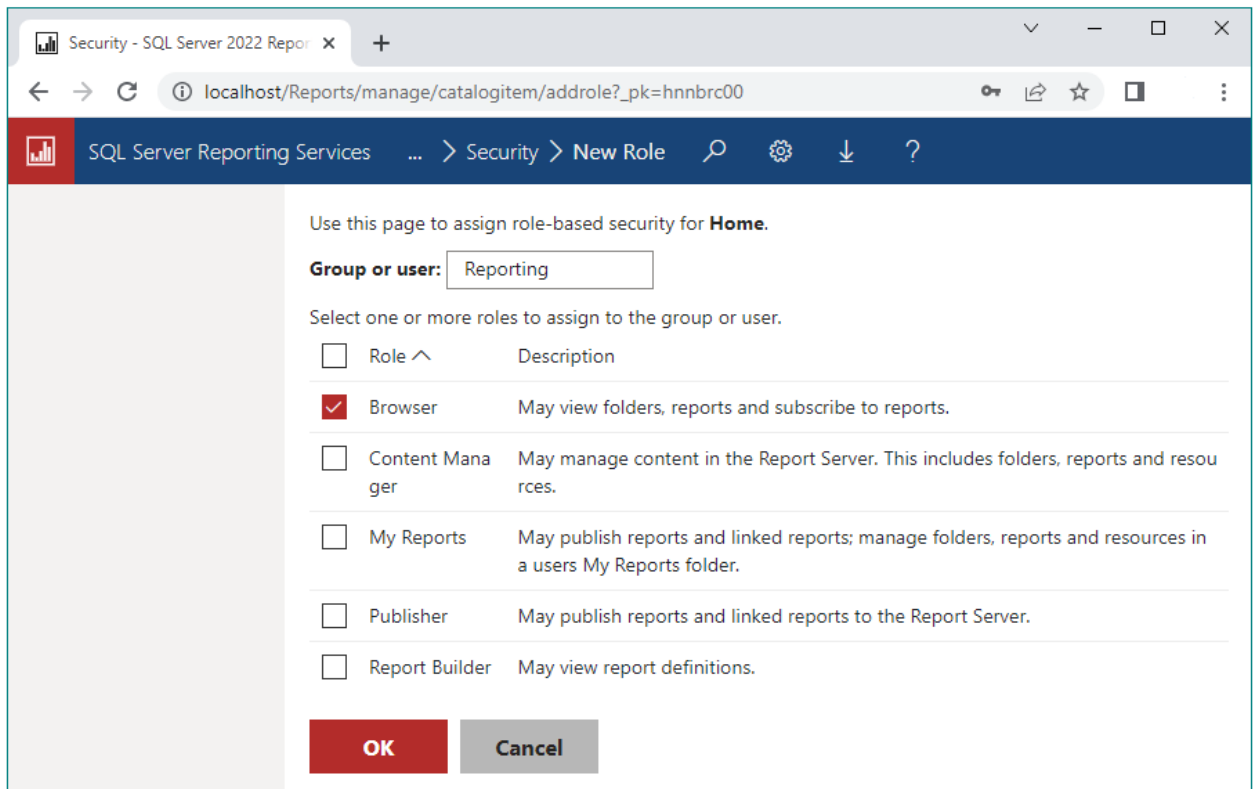 Security - SQL Server 2022 Repor
localhost/Reports/manage/catalogitem/addrole?_pk=hnnbrc00
SQL Server Reporting Services ... > Security > New Role ?
Use this page to assign role-based security for Home.
Group or user: Reporting
Select one or more roles to assign to the group or user.
Role Description
Browser May view folders, reports and subscribe to reports.
Content Mana May manage content in the Report Server. This includes folders, reports and resou
ger rces.
My Reports May publish reports and linked reports; manage folders, reports and resources in
a users My Reports folder.
Publisher May publish reports and linked reports to the Report Server.
Report Builder May view report definitions.
OK Cancel